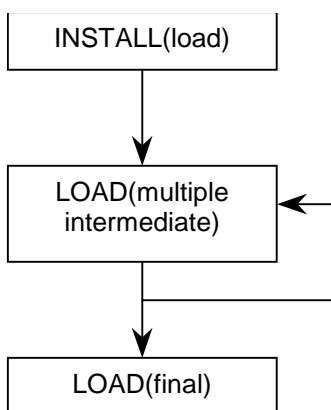 INSTALL(load)
LOAD(multiple
intermediate)
LOAD(final)